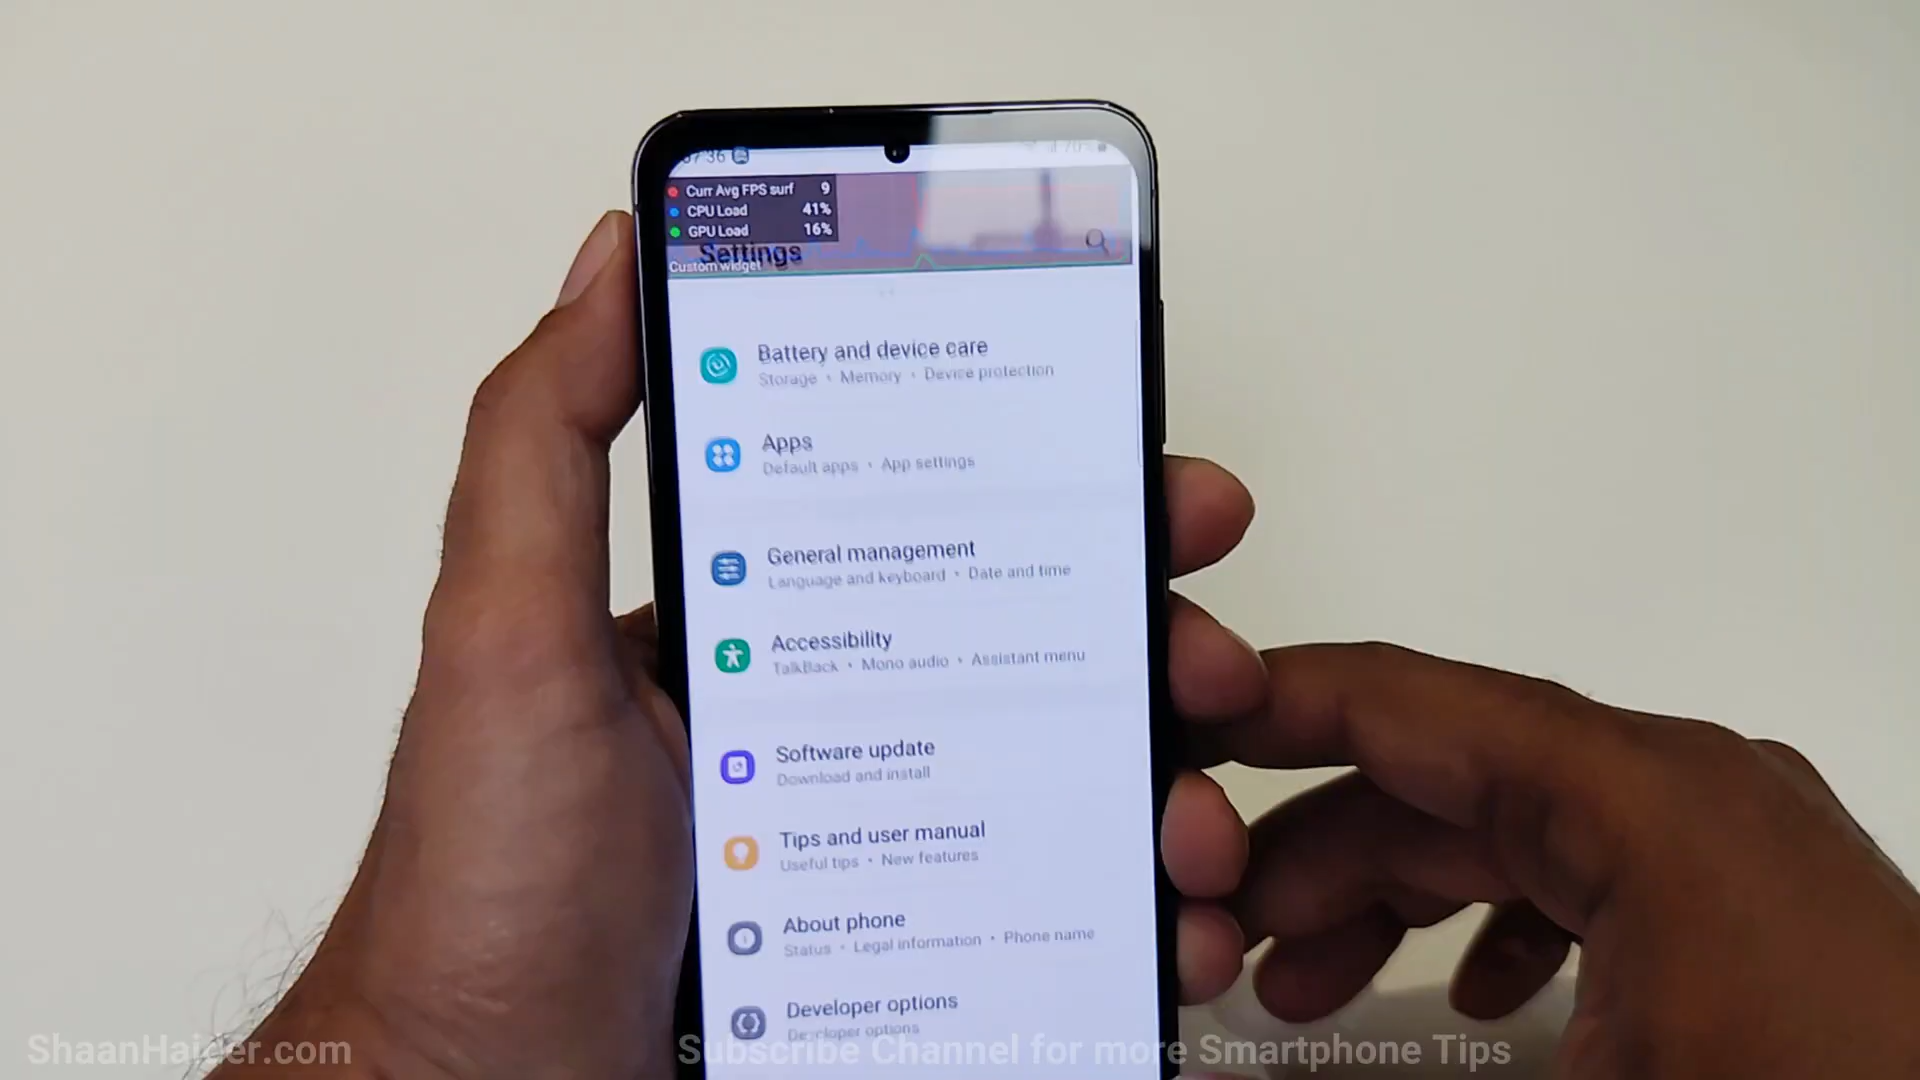 07:36 70%
Curr Avg FPS surf 9
CPU Load 41%
GPU Load 16%
Settings
Custom widget
Battery and device care
Storage • Memory • Device protection
Apps
Default apps • App settings
General management
Language and keyboard • Date and time
Accessibility
TalkBack • Mono audio • Assistant menu
Software update
Download and install
Tips and user manual
Useful tips • New features
About phone
Status • Legal information • Phone name
Developer options
Developer options
ShaanHaider.com
Subscribe Channel for more Smartphone Tips